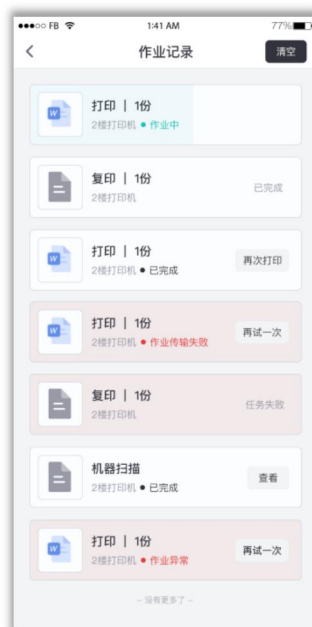 FB 1:41 AM 77%
作业记录 清空
打印 | 1份
2楼打印机 • 作业中
复印 | 1份
2楼打印机
已完成
打印 | 1份
2楼打印机 • 已完成
再次打印
打印 | 1份
2楼打印机 • 作业传输失败
再试一次
复印 | 1份
2楼打印机
任务失败
机器扫描
2楼打印机 • 已完成
查看
打印 | 1份
2楼打印机 • 作业异常
再试一次
– 没有更多了 –